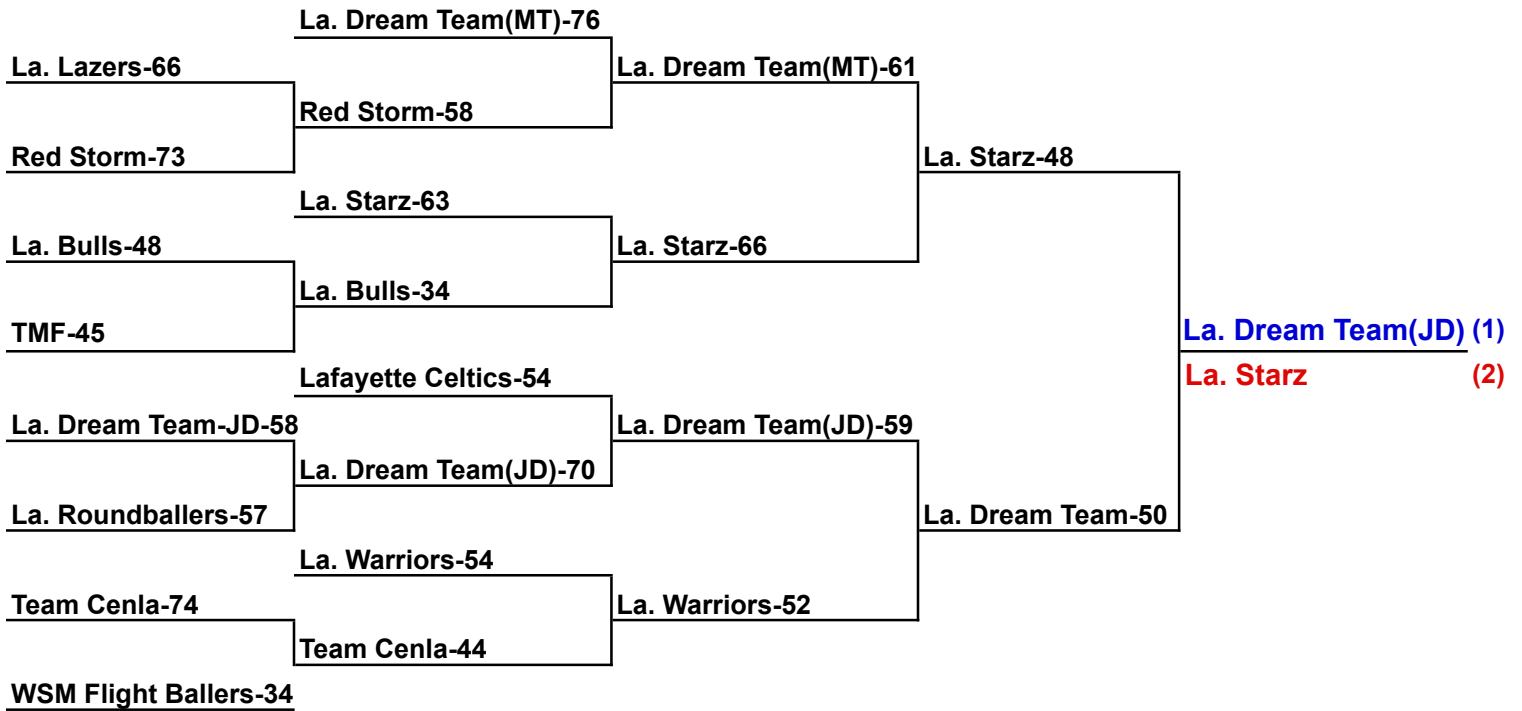 La. Dream Team(MT)-76
La. Lazers-66
La. Dream Team(MT)-61
Red Storm-58
Red Storm-73
La. Starz-48
La. Starz-63
La. Bulls-48
La. Starz-66
La. Bulls-34
TMF-45
La. Dream Team(JD) (1)
Lafayette Celtics-54
La. Starz (2)
La. Dream Team-JD-58
La. Dream Team(JD)-59
La. Dream Team(JD)-70
La. Roundballers-57
La. Dream Team-50
La. Warriors-54
Team Cenla-74
La. Warriors-52
Team Cenla-44
WSM Flight Ballers-34